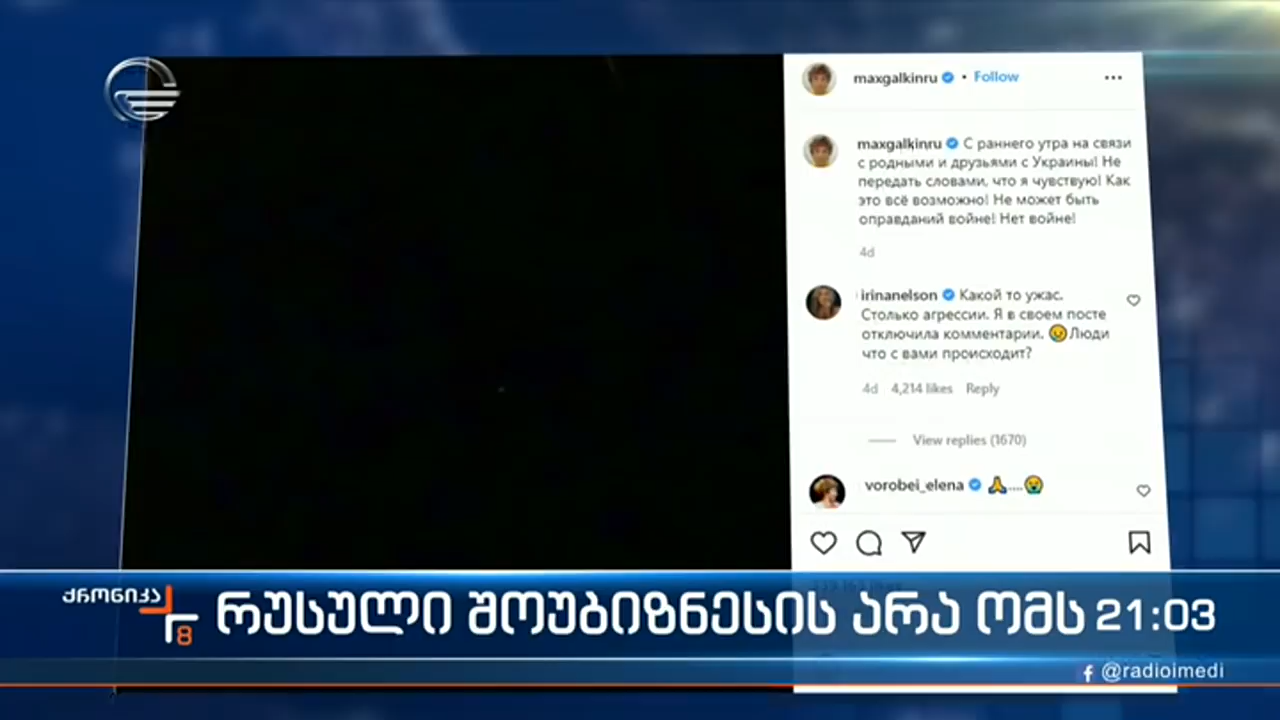 maxgalkinru • Follow
maxgalkinru С раннего утра на связи
с родными и друзьями с Украины! Не
передать словами, что я чувствую! Как
это всё возможно! Не может быть
оправданий войне! Нет войне!
4d
irinanelson Какой то ужас.
Столько агрессии. Я в своем посте
отключила комментарии. 😢Люди
что с вами происходит?
4d 4,214 likes Reply
View replies (1670)
vorobei_elena 🙏....😭
ქრონიკა
8
რუსული შოუბიზნესის არა ომს
21:03
@radioimedi